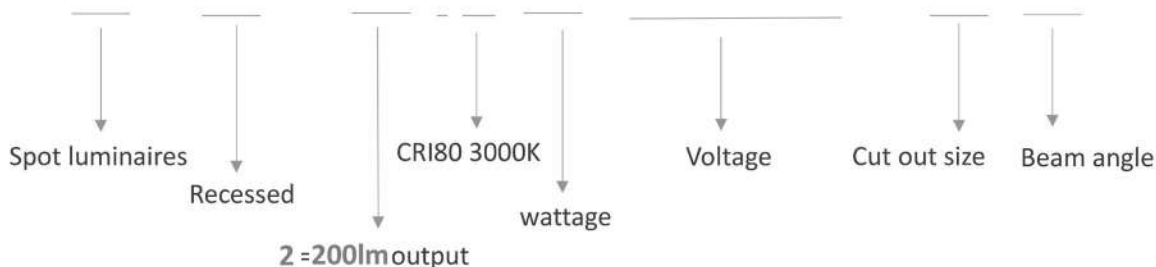 Spot luminaires
Recessed
2 =200lm output
CRI80 3000K
wattage
Voltage
Cut out size
Beam angle